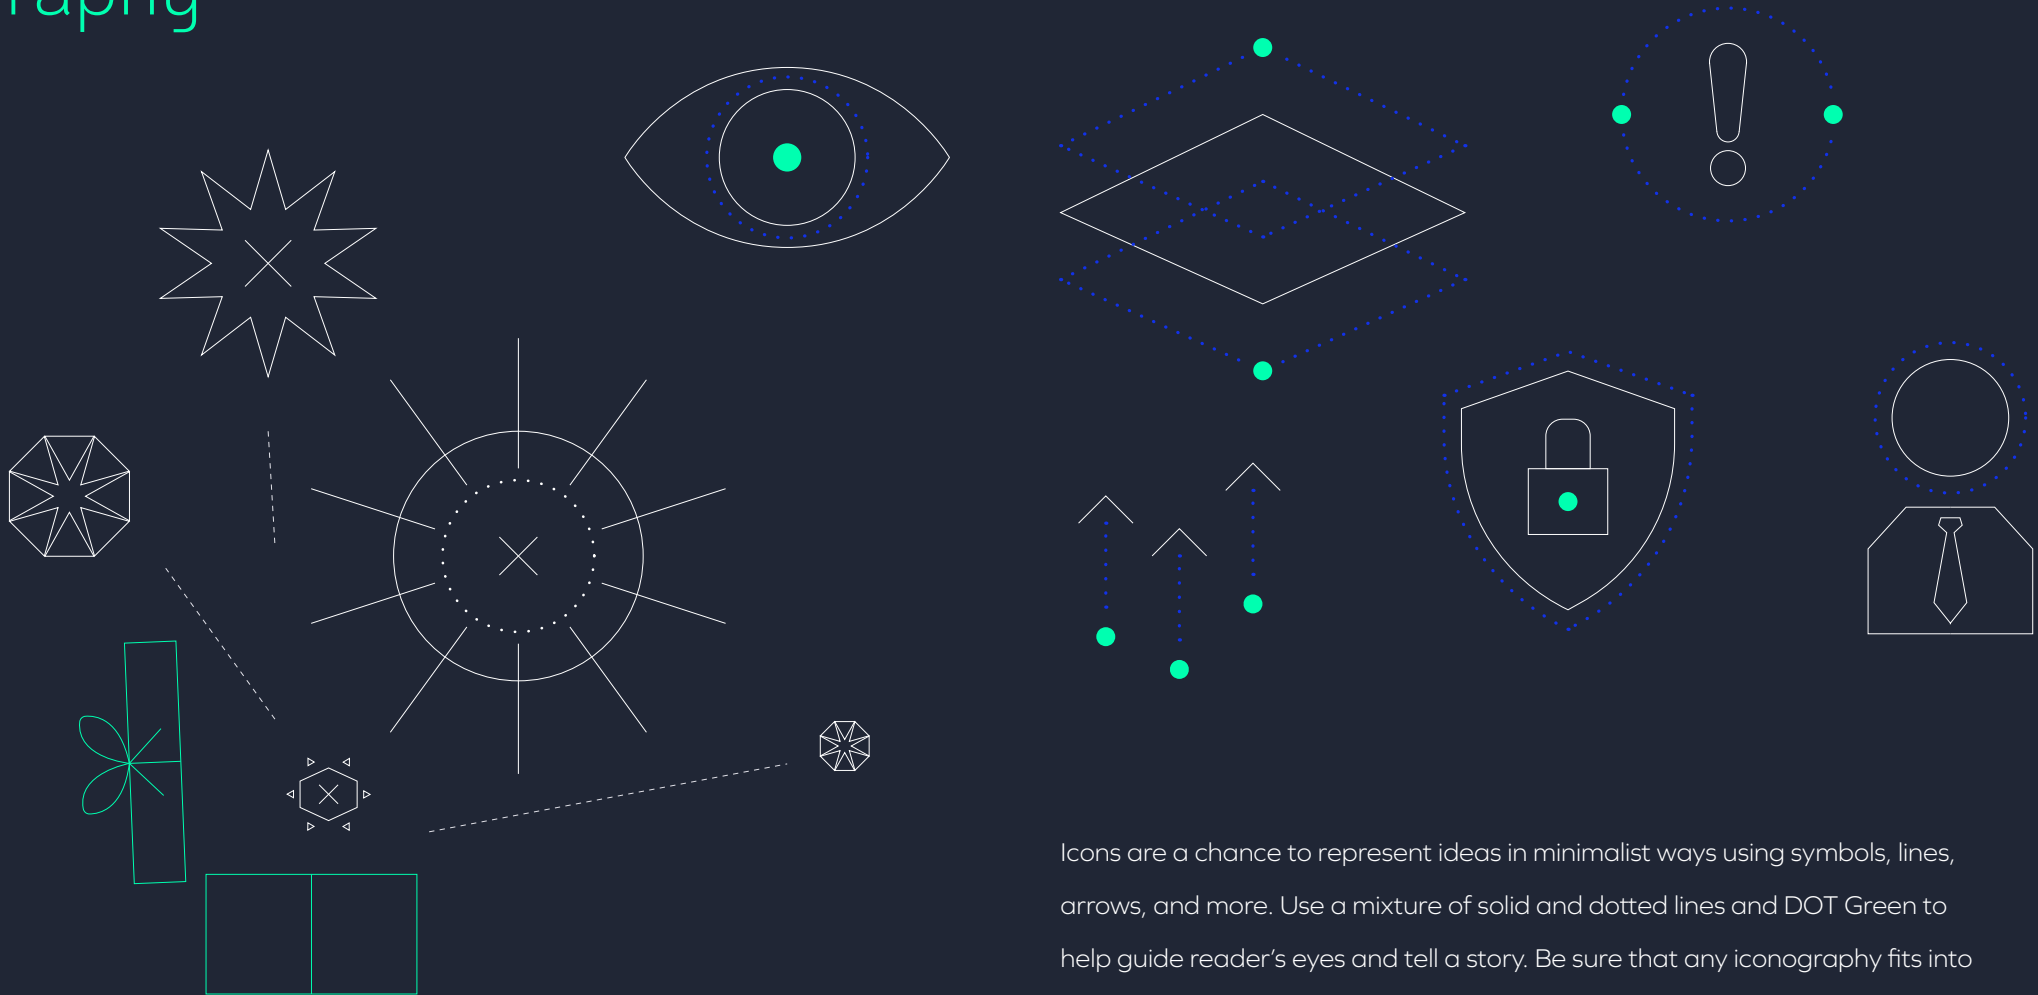 raphy
Icons are a chance to represent ideas in minimalist ways using symbols, lines,
arrows, and more. Use a mixture of solid and dotted lines and DOT Green to
help guide reader’s eyes and tell a story. Be sure that any iconography fits into